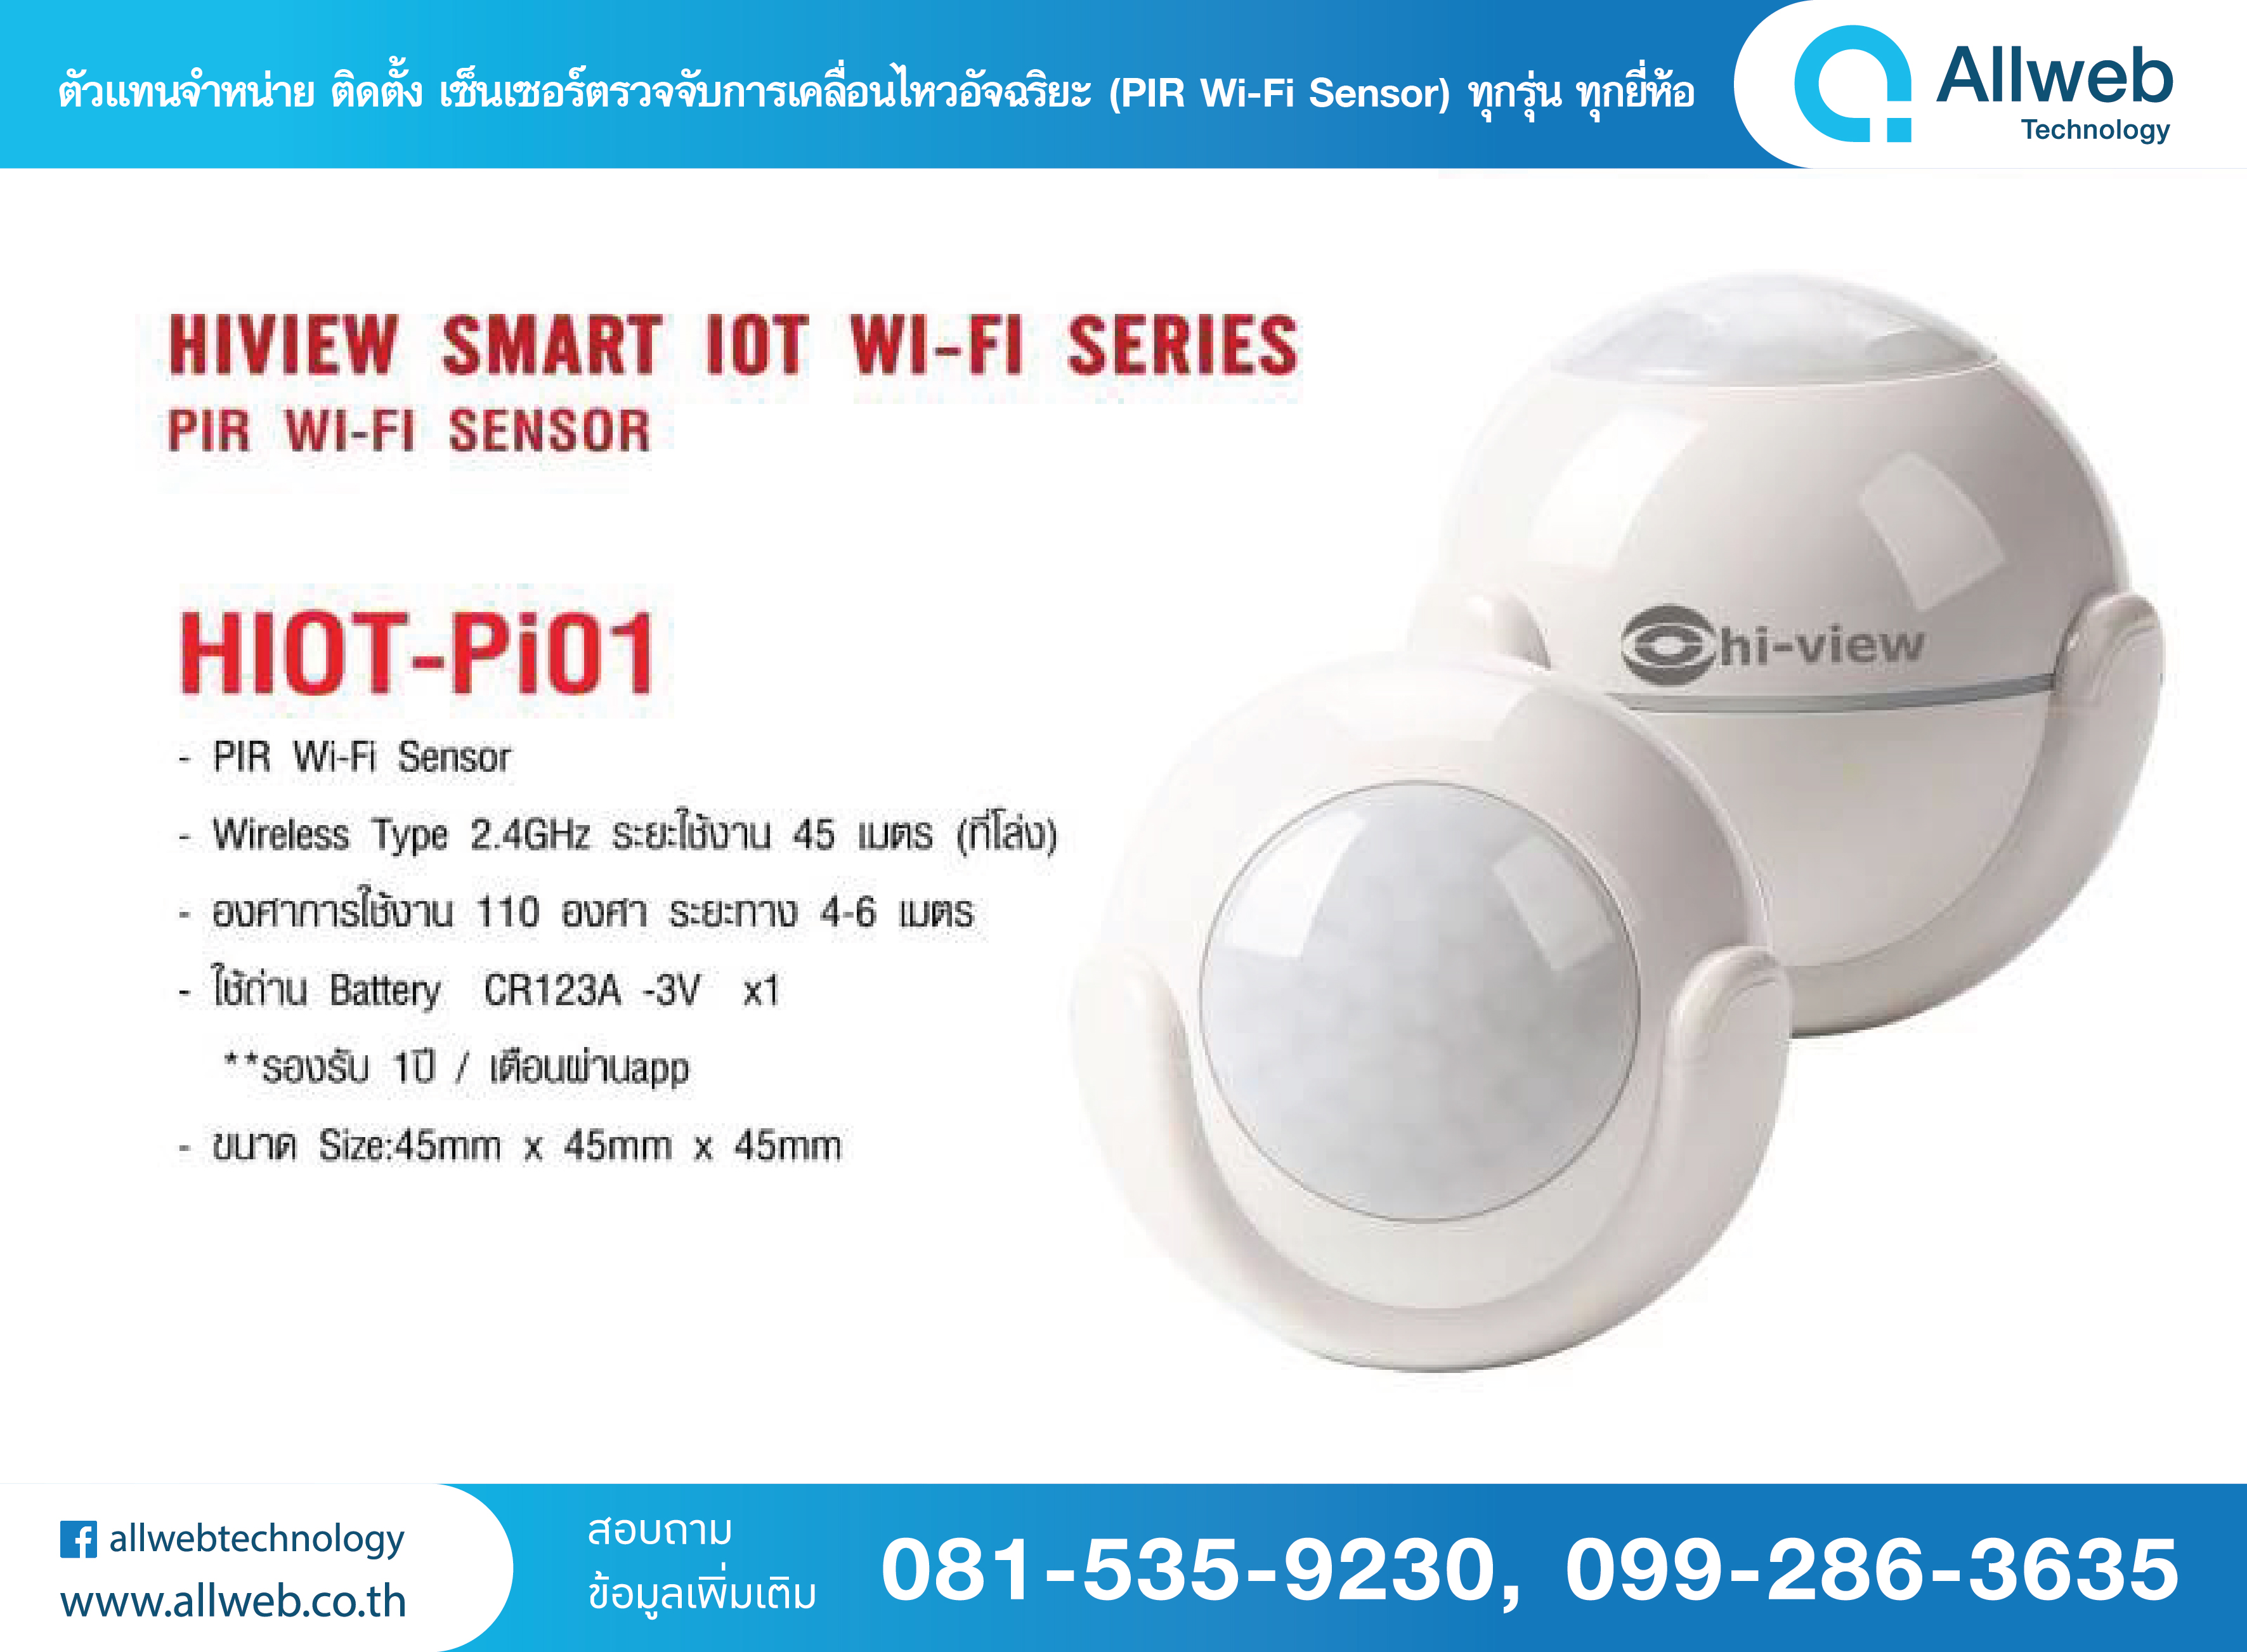 ตัวแทนจำหน่าย ติดตั้ง เซ็นเซอร์ตรวจจับการเคลื่อนไหวอัจฉริยะ (PIR Wi-Fi Sensor) ทุกรุ่น ทุกยี่ห้อ
Allweb
Technology
HIVIEW SMART IOT WI-FI SERIES
PIR WI-FI SENSOR
HIOT-Pi01
- PIR Wi-Fi Sensor
- Wireless Type 2.4GHz ระยะใช้งาน 45 เมตร (ที่โล่ง)
- องศาการใช้งาน 110 องศา ระยะทาง 4-6 เมตร
- ใช้ถ่าน Battery CR123A -3V x1
**รองรับ 1ปี / เตือนผ่านapp
- ขนาด Size:45mm x 45mm x 45mm
hi-view
allwebtechnology
www.allweb.co.th
สอบถาม
ข้อมูลเพิ่มเติม
081-535-9230, 099-286-3635